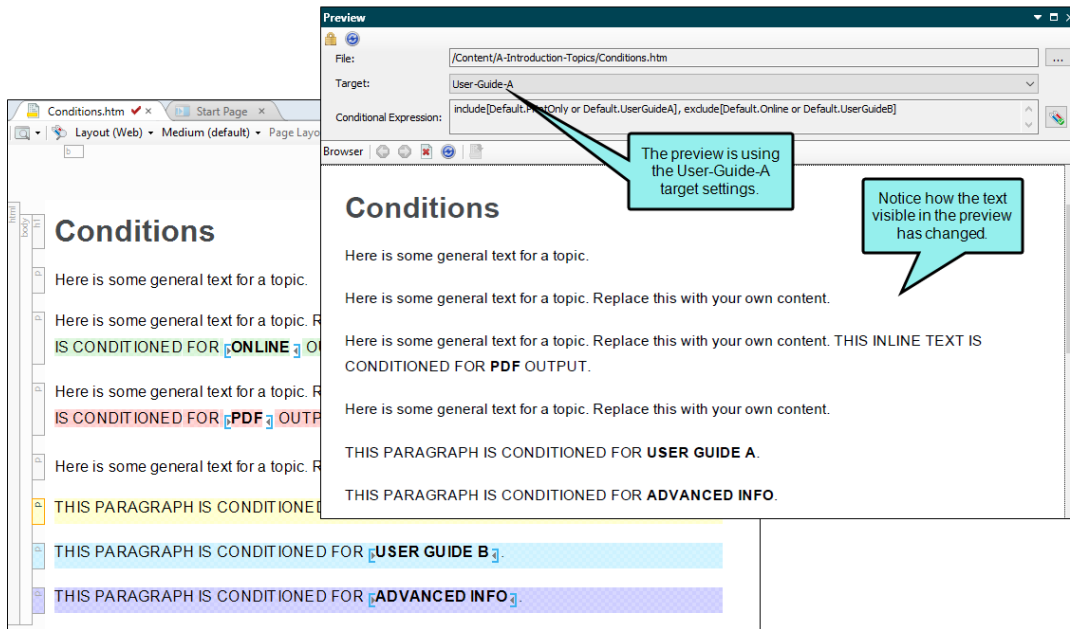 Preview
File:
/Content/A-Introduction-Topics/Conditions.htm
...
Target:
User-Guide-A
Conditional Expression:
include[Default. Only or Default.UserGuideA], exclude[Default.Online or Default.UserGuideB]
Browser
The preview is using
the User-Guide-A
target settings.
Notice how the text
visible in the preview
has changed.
Conditions
Here is some general text for a topic.
Here is some general text for a topic. Replace this with your own content.
Here is some general text for a topic. Replace this with your own content. THIS INLINE TEXT IS
CONDITIONED FOR PDF OUTPUT.
Here is some general text for a topic. Replace this with your own content.
THIS PARAGRAPH IS CONDITIONED FOR USER GUIDE A.
THIS PARAGRAPH IS CONDITIONED FOR ADVANCED INFO.
Conditions.htm
Start Page
Layout (Web)
Medium (default)
Page Layo
b
html
body
h1
Conditions
p
Here is some general text for a topic.
p
Here is some general text for a topic. R
IS CONDITIONED FOR ONLINE OU
p
Here is some general text for a topic. R
IS CONDITIONED FOR PDF OUTP
p
Here is some general text for a topic. R
p
THIS PARAGRAPH IS CONDITIONED
p
THIS PARAGRAPH IS CONDITIONED FOR USER GUIDE B.
p
THIS PARAGRAPH IS CONDITIONED FOR ADVANCED INFO.